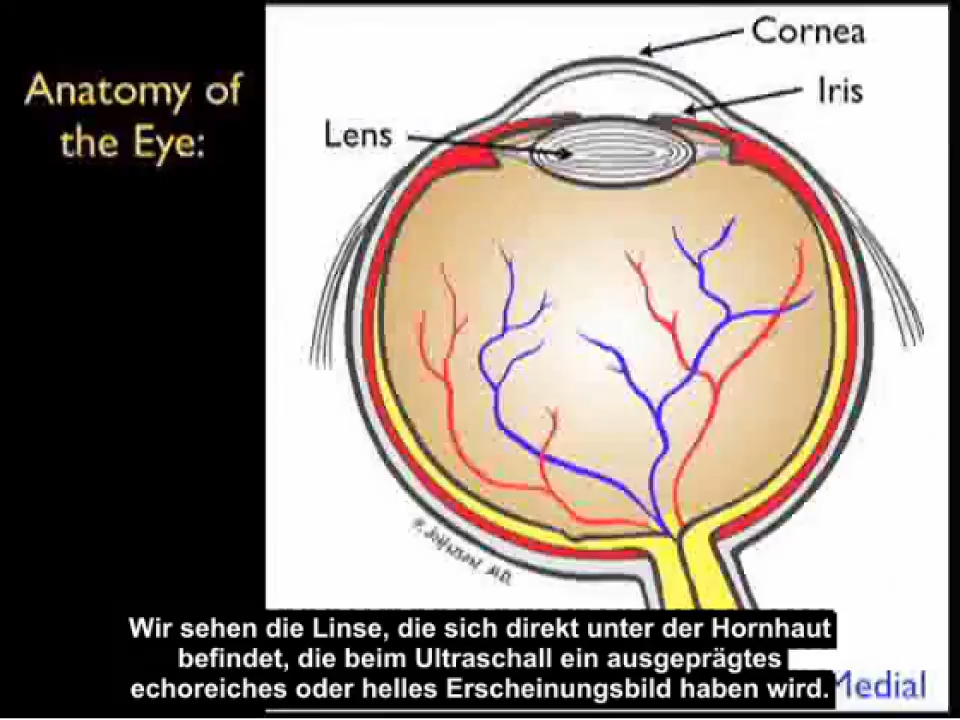 Anatomy of
the Eye:
Cornea
Iris
Lens
P. Johnson M.D.
Wir sehen die Linse, die sich direkt unter der Hornhaut
befindet, die beim Ultraschall ein ausgeprägtes
echoreiches oder helles Erscheinungsbild haben wird.
Medial